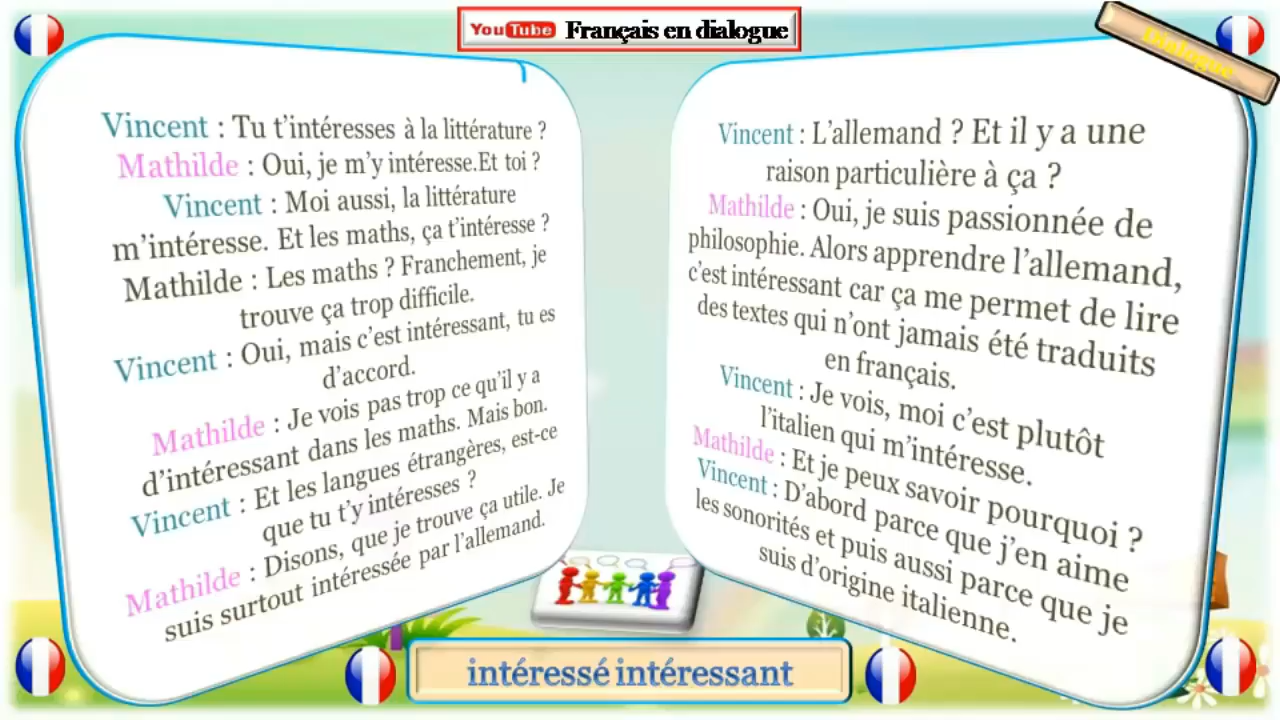 YouTube Français en dialogue
Dialogue
Vincent : Tu t'intéresses à la littérature ?
Mathilde : Oui, je m'y intéresse.Et toi ?
Vincent : Moi aussi, la littérature
m'intéresse. Et les maths, ça t'intéresse ?
Mathilde : Les maths ? Franchement, je
trouve ça trop difficile.
Vincent : Oui, mais c'est intéressant, tu es
d'accord.
Mathilde : Je vois pas trop ce qu'il y a
d'intéressant dans les maths. Mais bon.
Vincent : Et les langues étrangères, est-ce
que tu t'y intéresses ?
Mathilde : Disons, que je trouve ça utile. Je
suis surtout intéressée par l'allemand.
Vincent : L'allemand ? Et il y a une
raison particulière à ça ?
Mathilde : Oui, je suis passionnée de
philosophie. Alors apprendre l'allemand,
c'est intéressant car ça me permet de lire
des textes qui n'ont jamais été traduits
en français.
Vincent : Je vois, moi c'est plutôt
l'italien qui m'intéresse.
Mathilde : Et je peux savoir pourquoi ?
Vincent : D'abord parce que j'en aime
les sonorités et puis aussi parce que je
suis d'origine italienne.
intéressé intéressant